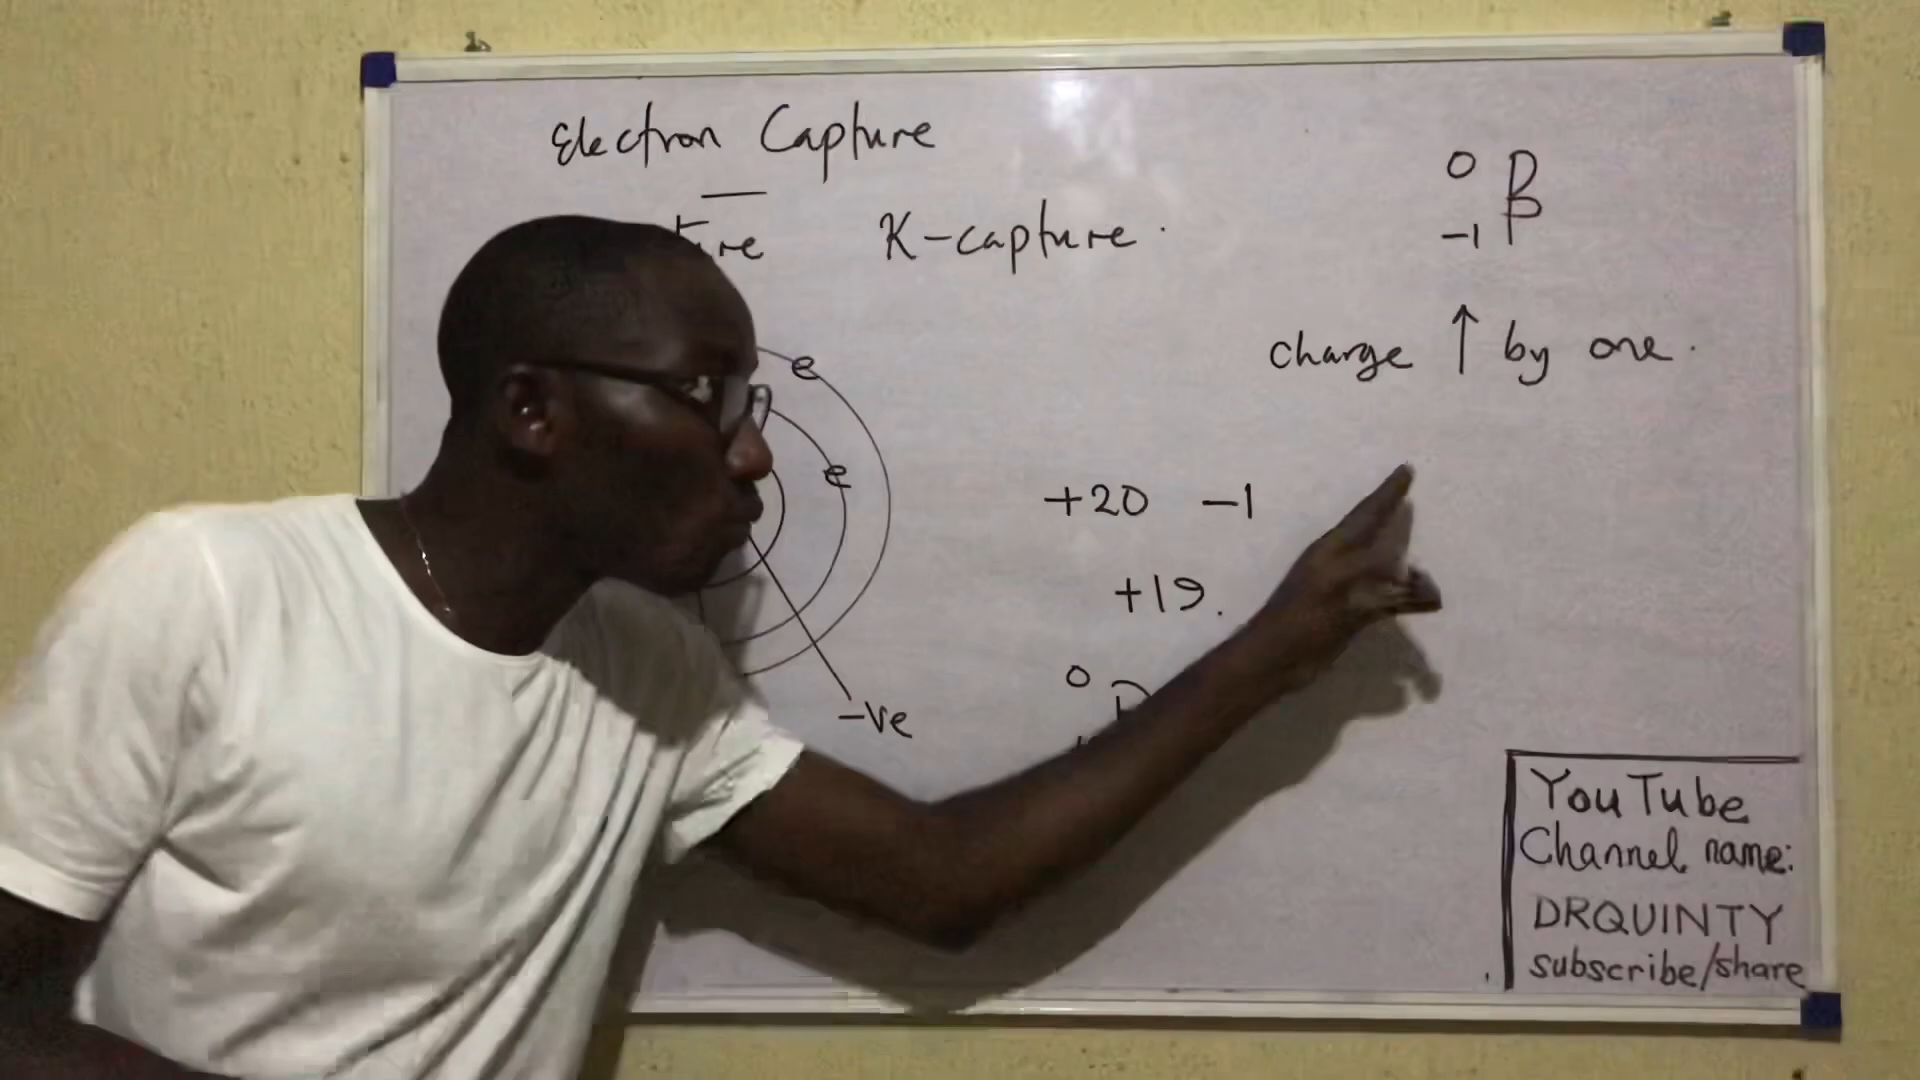 Electron Capture
K-capture.
0
β
-1
charge ↑ by one.
e
e
+20 -1
+19.
0
-ve
YouTube
Channel name:
DRQUINTY
subscribe/share